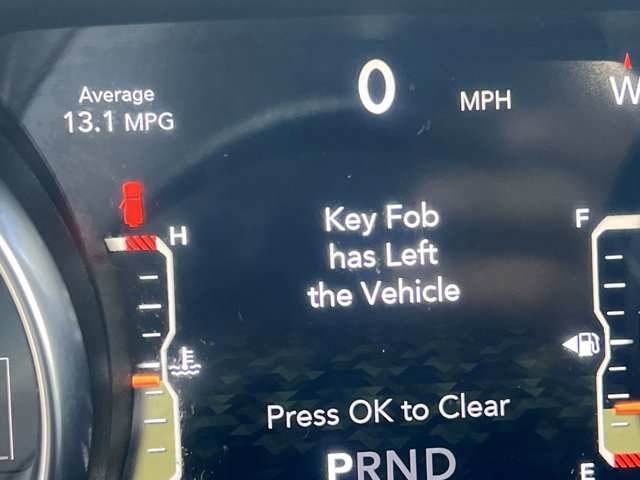 0
MPH
W
Average
13.1 MPG
H
F
Key Fob
has Left
the Vehicle
Press OK to Clear
PRND
E